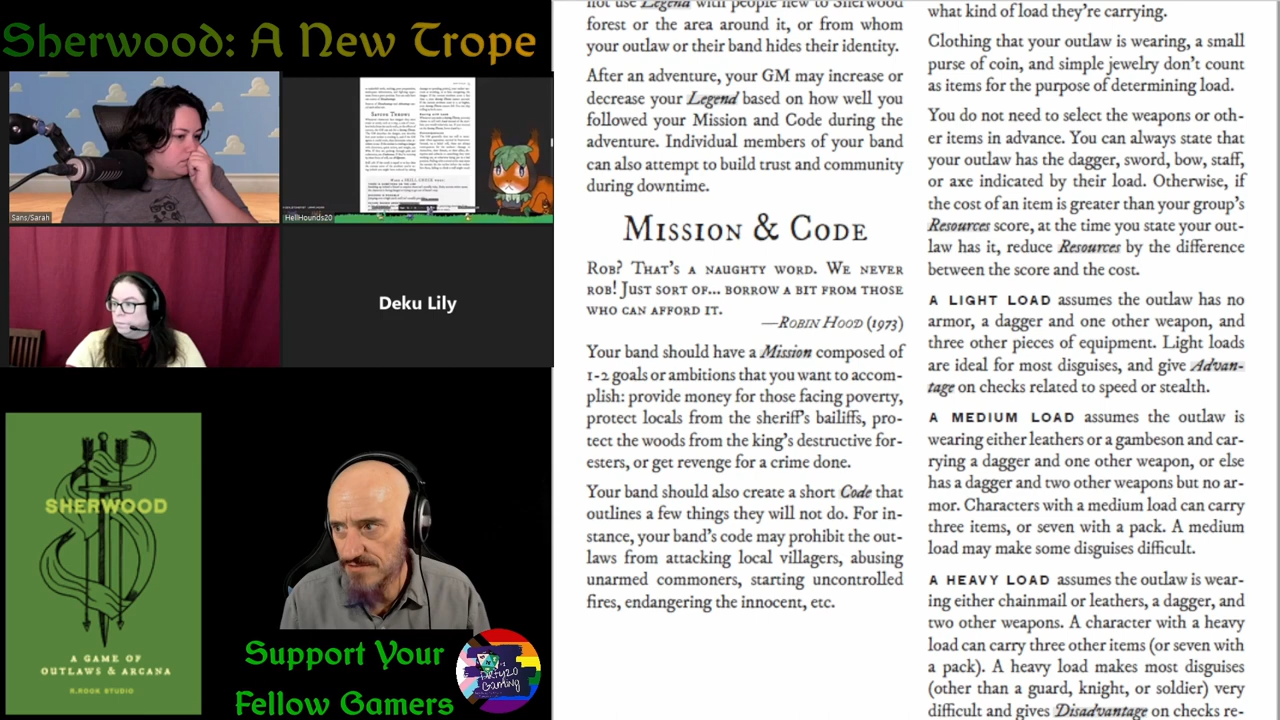 Sherwood: A New Trope
Sans/Sarah
HellHounds20
Deku Lily
SHERWOOD
A GAME OF
OUTLAWS & ARCANA
R.ROOK STUDIO
Support Your
Fellow Gamers
Dirty20
Gaming
not use Legend with people new to Sherwood
forest or the area around it, or from whom
your outlaw or their band hides their identity.
After an adventure, your GM may increase or
decrease your Legend based on how well you
followed your Mission and Code during the
adventure. Individual members of your band
can also attempt to build trust and notoriety
during downtime.
Mission & Code
Rob? That's a naughty word. We never
rob! Just sort of... borrow a bit from those
who can afford it.
—Robin Hood (1973)
Your band should have a Mission composed of
1-2 goals or ambitions that you want to accom-
plish: provide money for those facing poverty,
protect locals from the sheriff's bailiffs, pro-
tect the woods from the king's destructive for-
esters, or get revenge for a crime done.
Your band should also create a short Code that
outlines a few things they will not do. For in-
stance, your band's code may prohibit the out-
laws from attacking local villagers, abusing
unarmed commoners, starting uncontrolled
fires, endangering the innocent, etc.
what kind of load they're carrying.
Clothing that your outlaw is wearing, a small
purse of coin, and simple jewelry don't count
as items for the purpose of determining load.
You do not need to select the weapons or oth-
er items in advance. You may state that
your outlaw has the dagger, sword, bow, staff,
or axe indicated by their load. Otherwise, if
the cost of an item is greater than your group's
Resources score, at the time you state your out-
law has it, reduce Resources by the difference
between the score and the cost.
A LIGHT LOAD assumes the outlaw has no
armor, a dagger and one other weapon, and
three other pieces of equipment. Light loads
are ideal for most disguises, and give Advan-
tage on checks related to speed or stealth.
A MEDIUM LOAD assumes the outlaw is
wearing either leathers or a gambeson and car-
rying a dagger and one other weapon, or else
has a dagger and two other weapons but no ar-
mor. Characters with a medium load can carry
three items, or seven with a pack. A medium
load may make some disguises difficult.
A HEAVY LOAD assumes the outlaw is wear-
ing either chainmail or leathers, a dagger, and
two other weapons. A character with a heavy
load can carry three other items (or seven with
a pack). A heavy load makes most disguises
(other than a guard, knight, or soldier) very
difficult and gives Disadvantage on checks re-